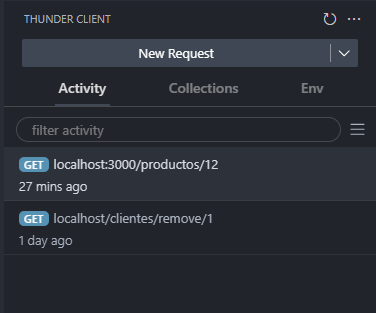 THUNDER CLIENT
New Request
Activity Collections Env
filter activity
GET localhost:3000/productos/12
27 mins ago
GET localhost/clientes/remove/1
1 day ago